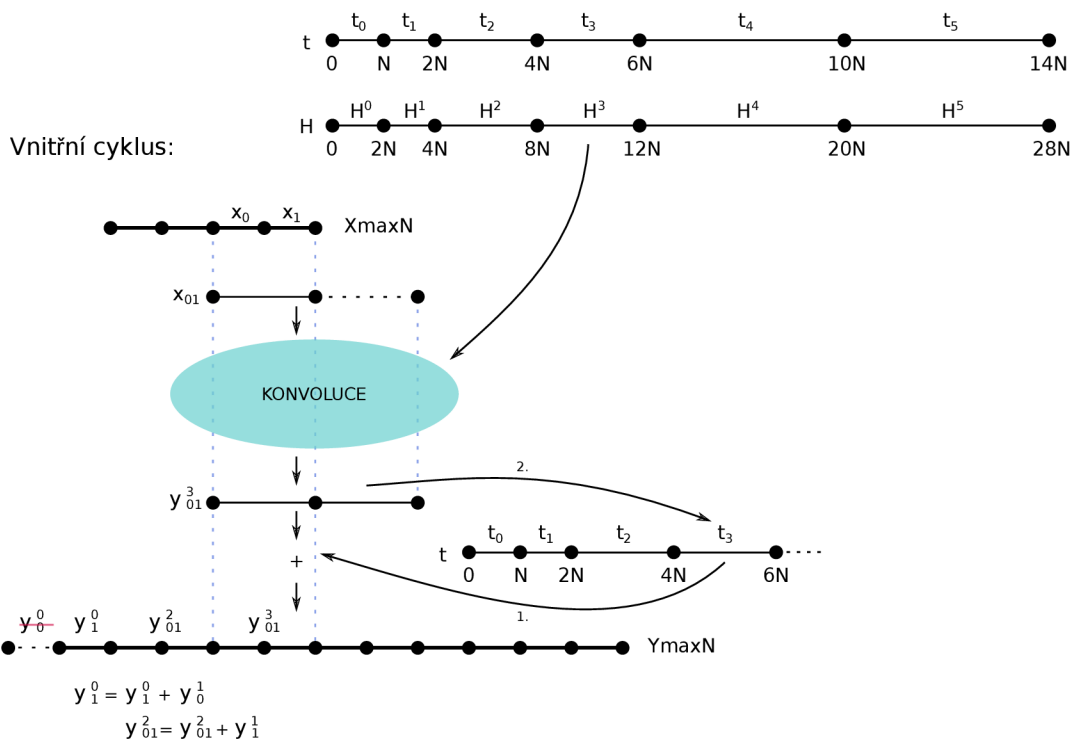 t₀ t₁ t₂ t₃ t₄ t₅
t
0 N 2N 4N 6N 10N 14N
H⁰ H¹ H² H³ H⁴ H⁵
H
0 2N 4N 8N 12N 20N 28N
Vnitřní cyklus:
x₀ x₁
XmaxN
x₀₁
KONVOLUCE
2.
y³₀₁
t₀ t₁ t₂ t₃
t
0 N 2N 4N 6N
+
1.
y⁰₀ y⁰₁ y²₀₁ y³₀₁
YmaxN
y⁰₁ = y⁰₁ + y¹₀
y²₀₁ = y²₀₁ + y¹₁